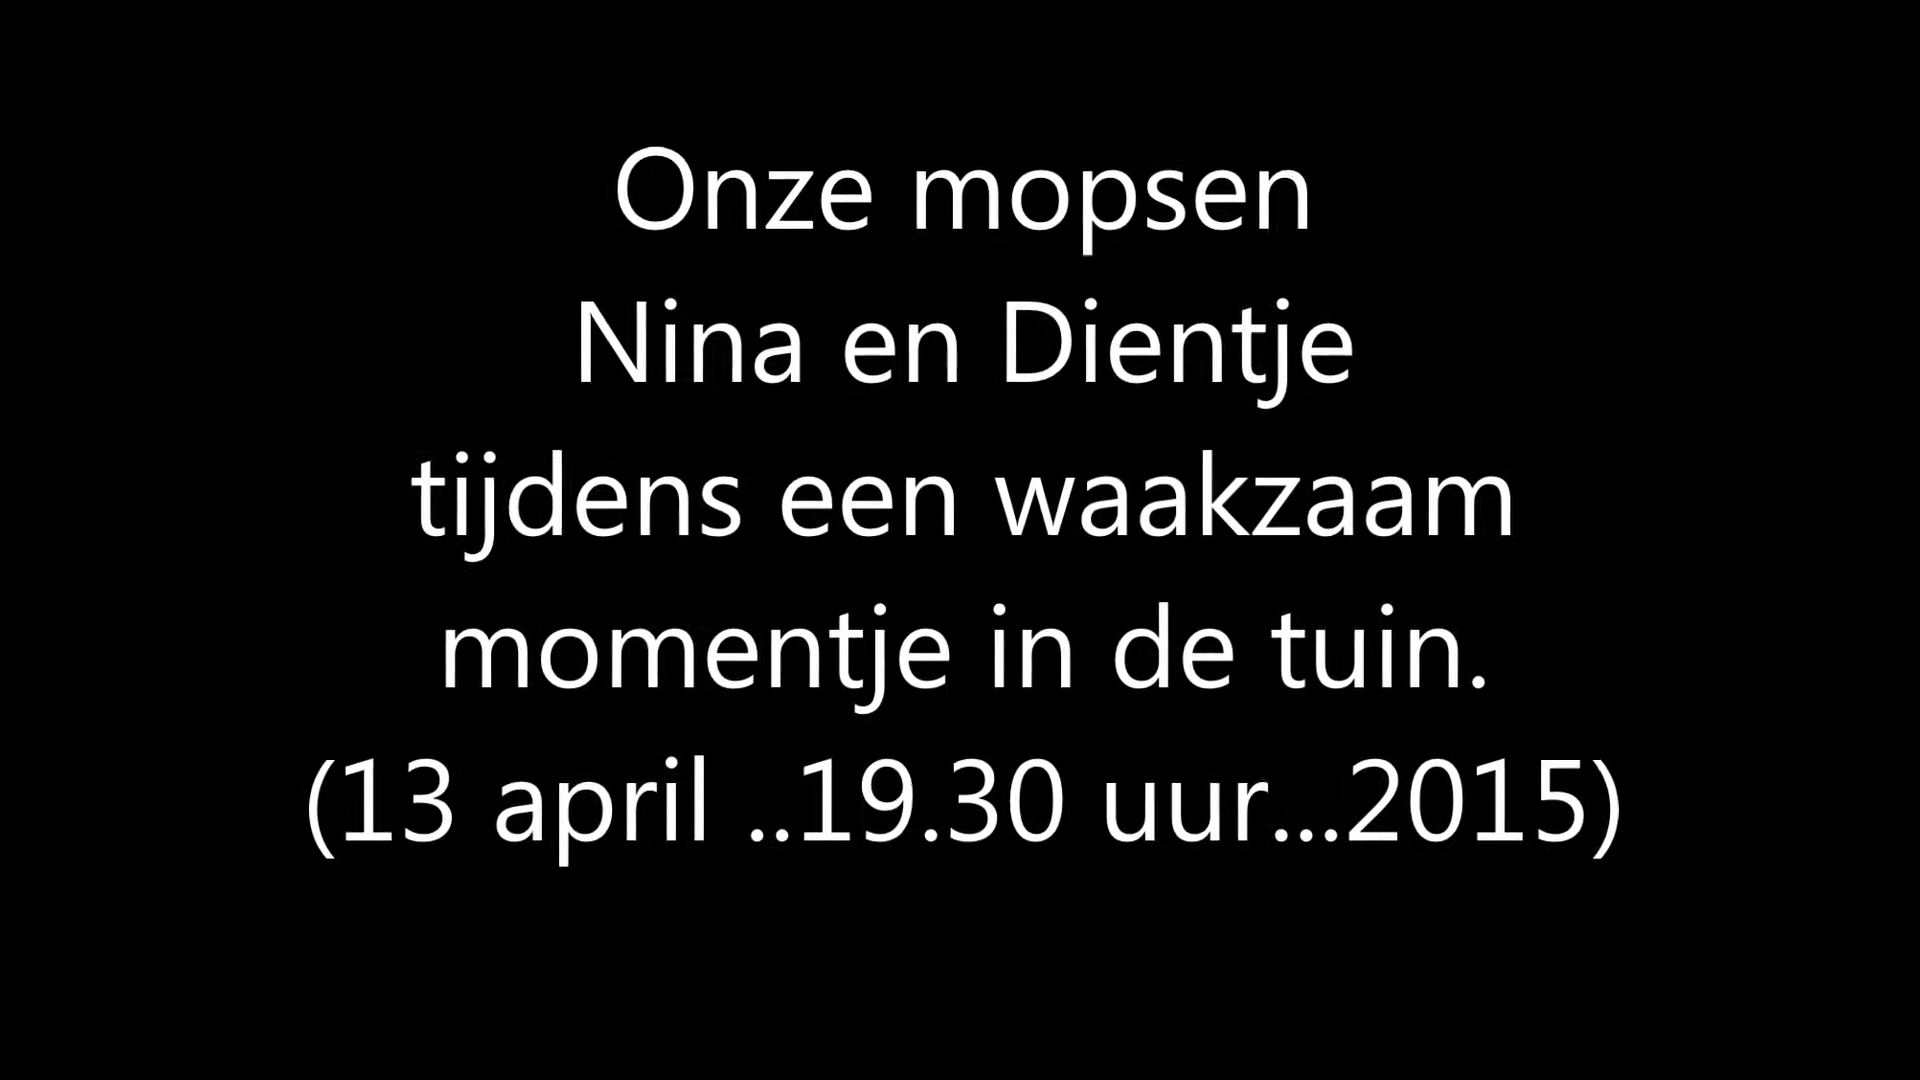 Onze mopsen
Nina en Dientje
tijdens een waakzaam
momentje in de tuin.
(13 april ..19.30 uur...2015)